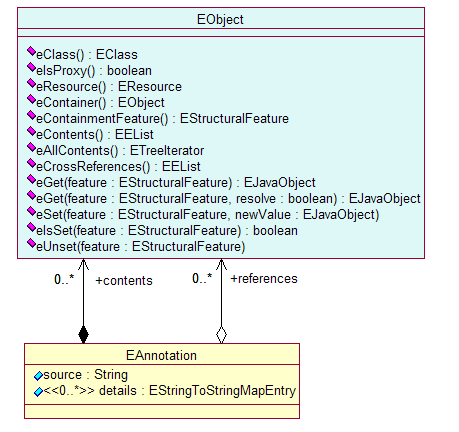 EObject
eClass() : EClass
eIsProxy() : boolean
eResource() : EResource
eContainer() : EObject
eContainmentFeature() : EStructuralFeature
eContents() : EEList
eAllContents() : ETreeIterator
eCrossReferences() : EEList
eGet(feature : EStructuralFeature) : EJavaObject
eGet(feature : EStructuralFeature, resolve : boolean) : EJavaObject
eSet(feature : EStructuralFeature, newValue : EJavaObject)
eIsSet(feature : EStructuralFeature) : boolean
eUnset(feature : EStructuralFeature)
0..* +contents 0..* +references
EAnnotation
source : String
<<0..*>> details : EStringToStringMapEntry